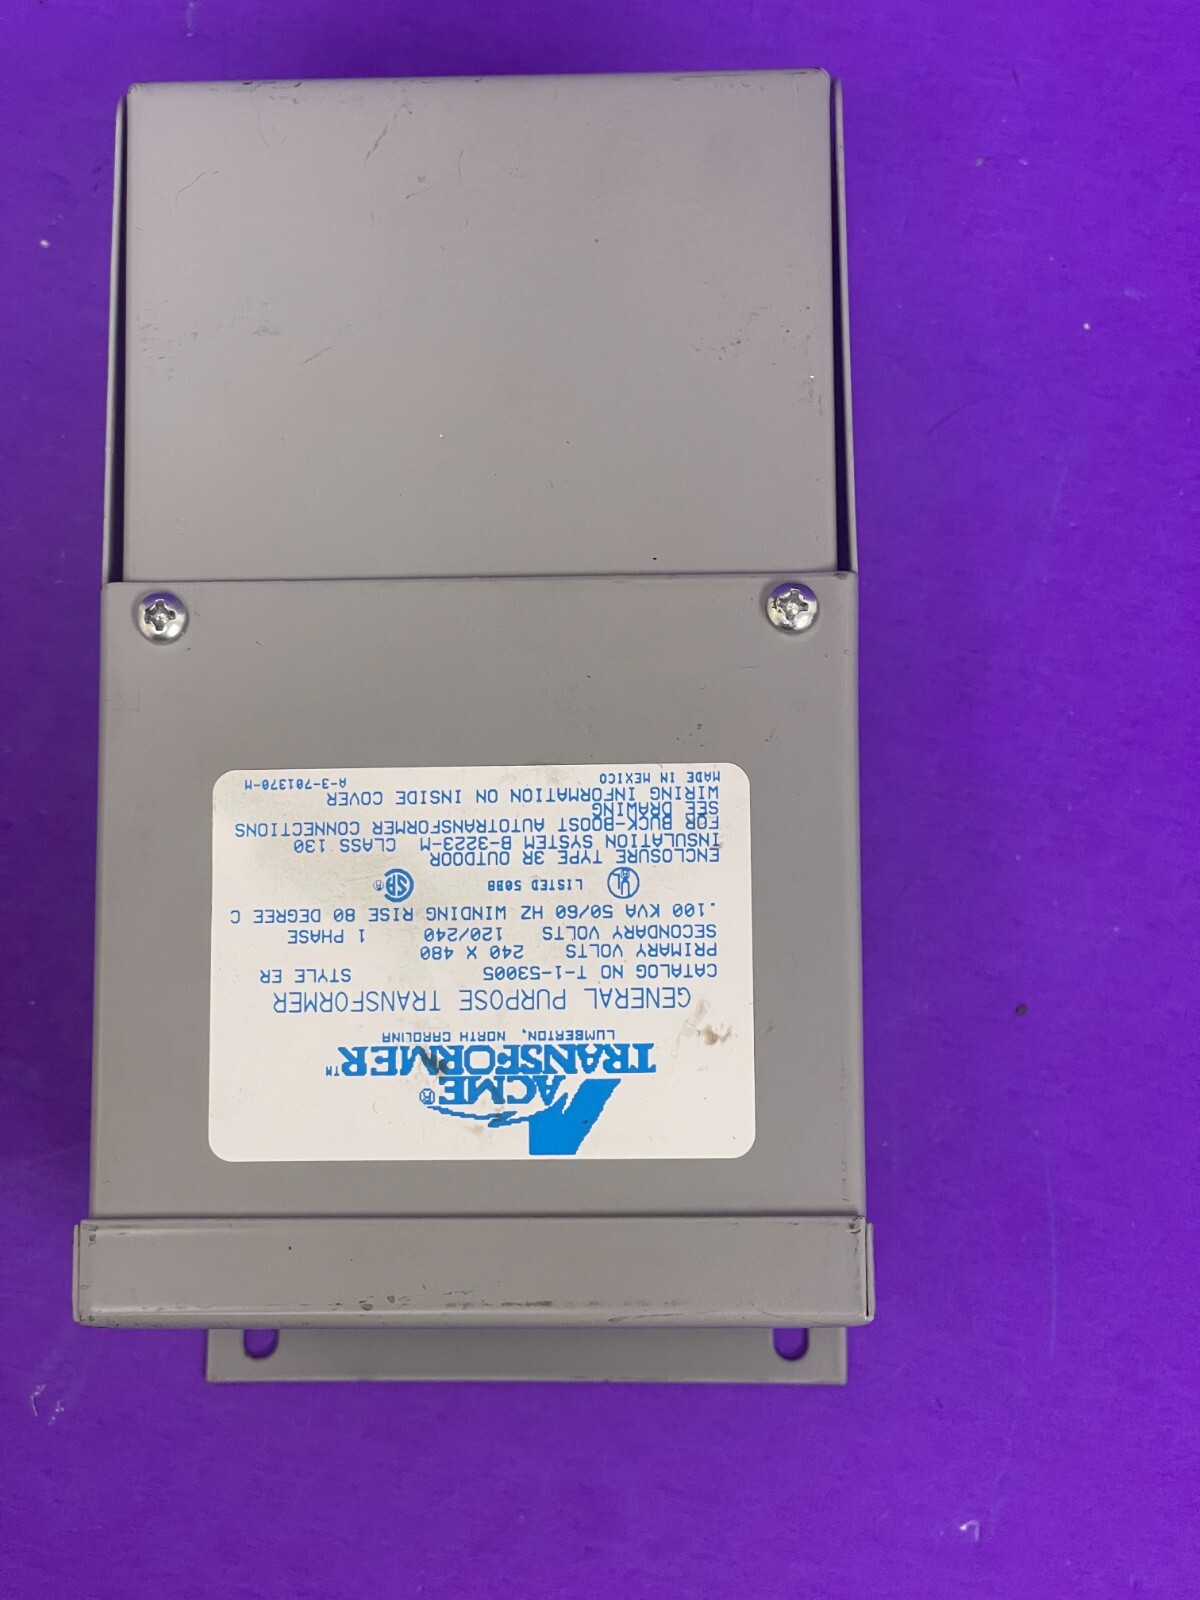 ACME®
TRANSFORMER™
LUMBERTON, NORTH CAROLINA
GENERAL PURPOSE TRANSFORMER
CATALOG NO T-1-53005 STYLE ER
PRIMARY VOLTS 240 X 480
SECONDARY VOLTS 120/240 1 PHASE
.100 KVA 50/60 HZ WINDING RISE 80 DEGREE C
UL® LISTED 50B8 SA®
ENCLOSURE TYPE 3R OUTDOOR
INSULATION SYSTEM B-3223-M CLASS 130
FOR BUCK-BOOST AUTOTRANSFORMER CONNECTIONS
SEE DRAWING
WIRING INFORMATION ON INSIDE COVER
MADE IN MEXICO A-3-701370-M